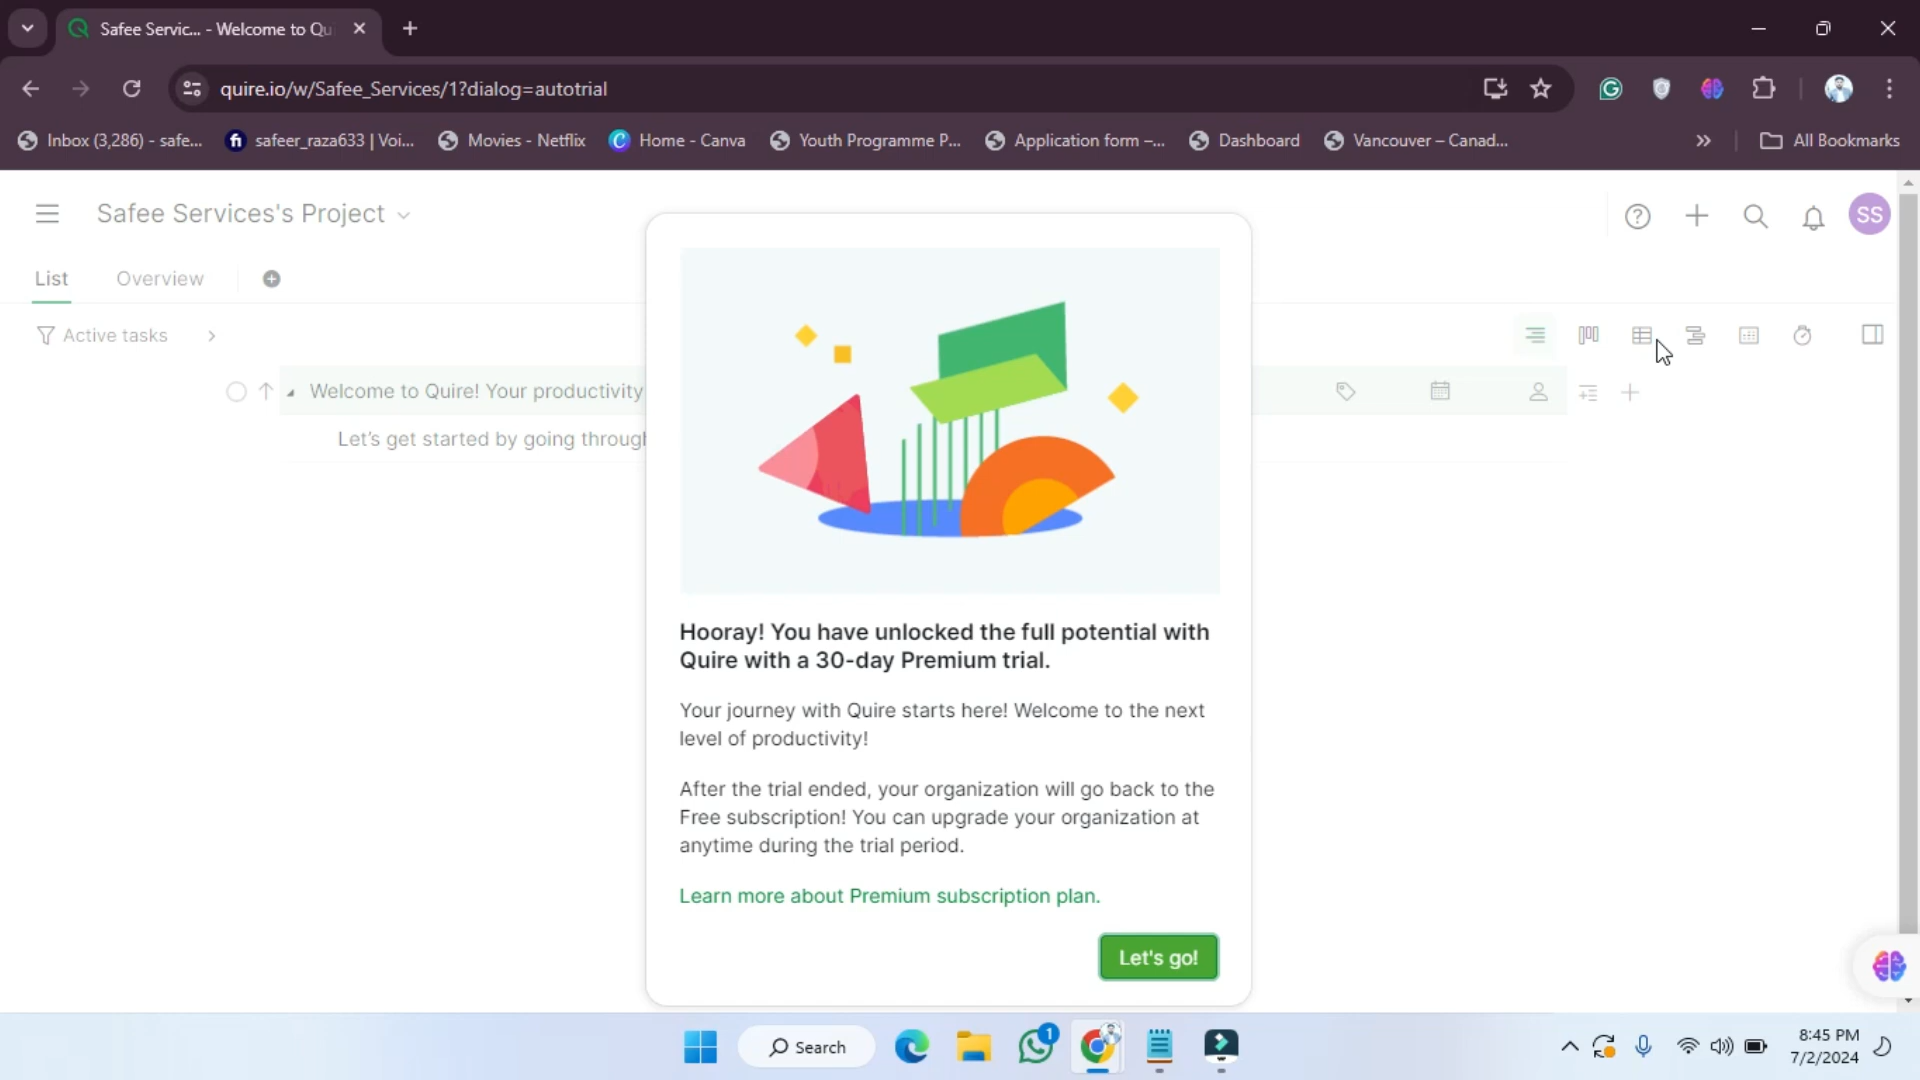 Safee Servic... - Welcome to Qu
quire.io/w/Safee_Services/1?dialog=autotrial
Inbox (3,286) - safe...
safeer_raza633 | Voi...
Movies - Netflix
Home - Canva
Youth Programme P...
Application form –...
Dashboard
Vancouver – Canad...
All Bookmarks
Safee Services's Project
SS
List
Overview
Active tasks
Welcome to Quire! Your productivity
Let's get started by going through
Hooray! You have unlocked the full potential with
Quire with a 30-day Premium trial.
Your journey with Quire starts here! Welcome to the next
level of productivity!
After the trial ended, your organization will go back to the
Free subscription! You can upgrade your organization at
anytime during the trial period.
Learn more about Premium subscription plan.
Let's go!
Search
1
8:45 PM
7/2/2024